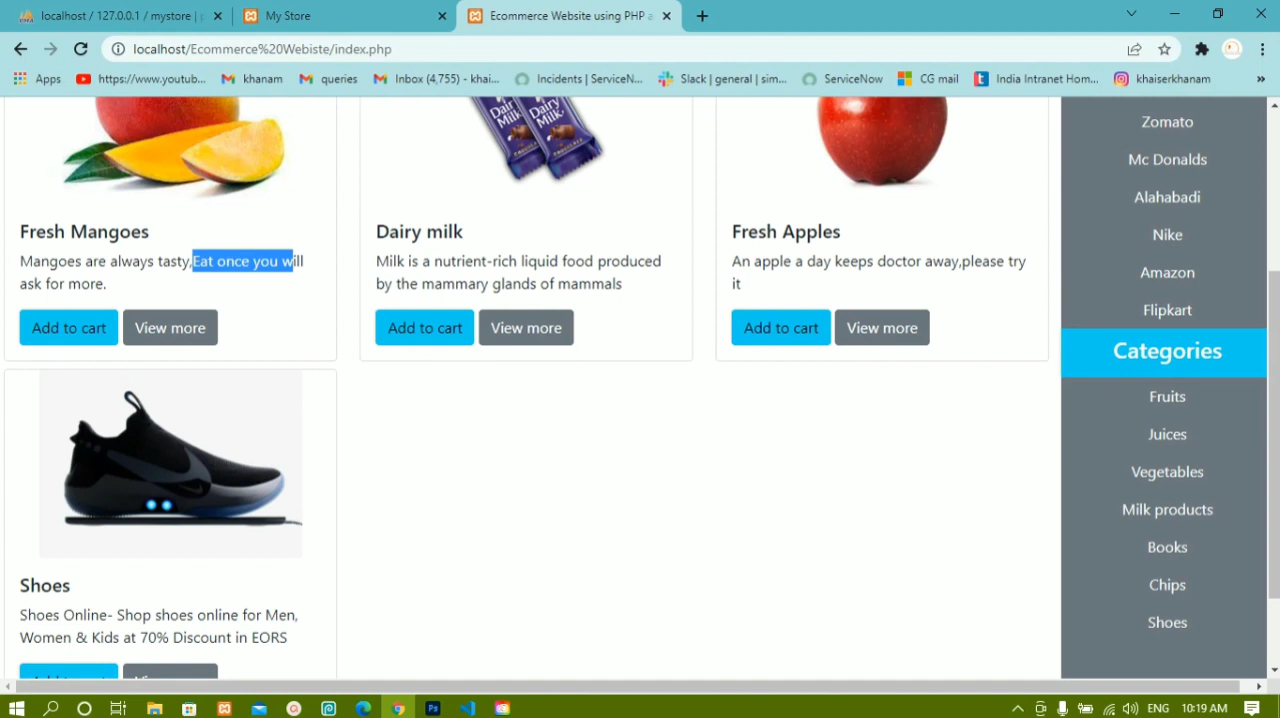 localhost / 127.0.0.1 / mystore | p
My Store
Ecommerce Website using PHP a
localhost/Ecommerce%20Webiste/index.php
Apps
https://www.youtub...
khanam
queries
Inbox (4,755) - khai...
Incidents | ServiceN...
Slack | general | sim...
ServiceNow
CG mail
India Intranet Hom...
khaiserkhanam
»
Dairy Milk
Dairy Milk
Fresh Mangoes
Mangoes are always tasty,Eat once you will
ask for more.
Add to cart
View more
Dairy milk
Milk is a nutrient-rich liquid food produced
by the mammary glands of mammals
Add to cart
View more
Fresh Apples
An apple a day keeps doctor away,please try
it
Add to cart
View more
Shoes
Shoes Online- Shop shoes online for Men,
Women & Kids at 70% Discount in EORS
Zomato
Mc Donalds
Alahabadi
Nike
Amazon
Flipkart
Categories
Fruits
Juices
Vegetables
Milk products
Books
Chips
Shoes
ENG
10:19 AM